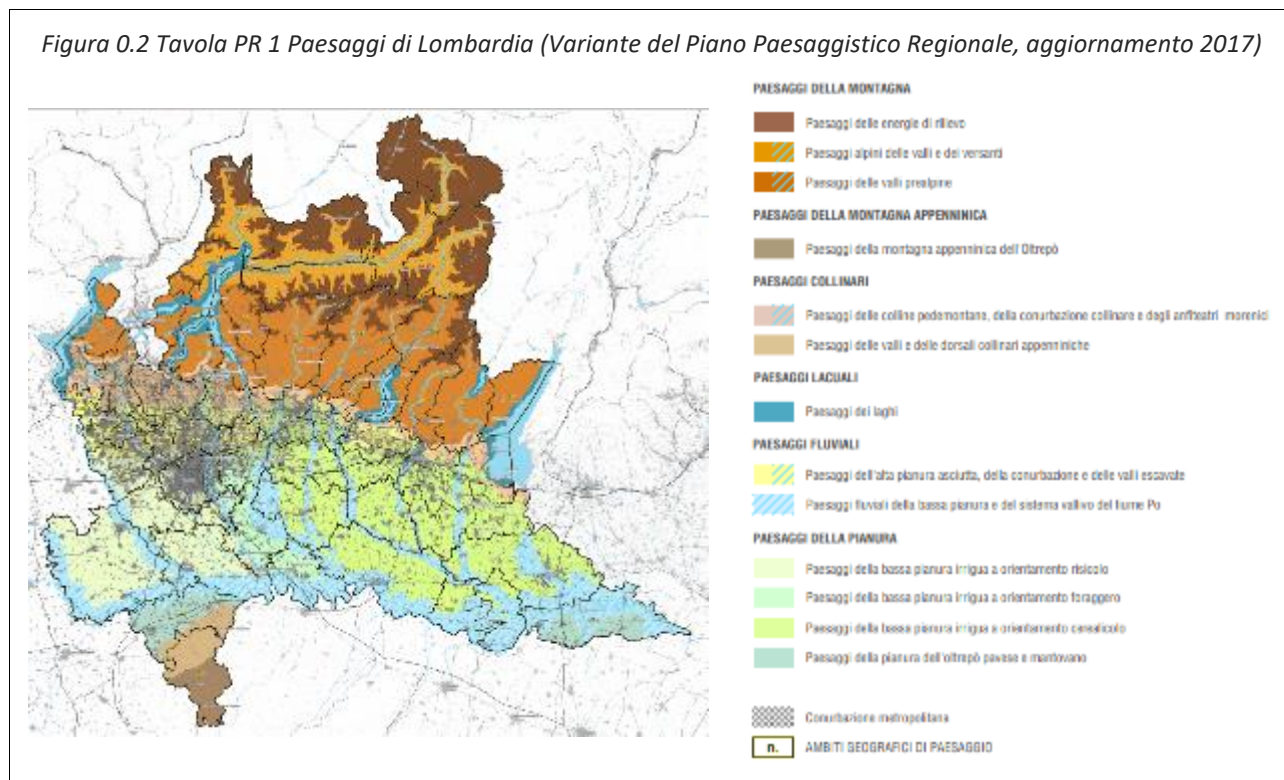 Figura 0.2 Tavola PR 1 Paesaggi di Lombardia (Variante del Piano Paesaggistico Regionale, aggiornamento 2017)
PAESAGGI DELLA MONTAGNA
Paesaggi delle energie di rilievo
Paesaggi alpini delle valli e dei versanti
Paesaggi delle valli prealpine
PAESAGGI DELLA MONTAGNA APPENNINICA
Paesaggi della montagna appenninica dell'Oltrepò
PAESAGGI COLLINARI
Paesaggi delle colline pedemontane, della conurbazione collinare e degli anfiteatri morenici
Paesaggi delle valli e delle dorsali collinari appenniniche
PAESAGGI LACUALI
Paesaggi dei laghi
PAESAGGI FLUVIALI
Paesaggi dell'alta pianura asciutta, della conurbazione e delle valli escavate
Paesaggi fluviali della bassa pianura e del sistema vallivo del fiume Po
PAESAGGI DELLA PIANURA
Paesaggi della bassa pianura irrigua a orientamento risicolo
Paesaggi della bassa pianura irrigua a orientamento foraggero
Paesaggi della bassa pianura irrigua a orientamento cerealicolo
Paesaggi della pianura dell'oltrepò pavese e mantovano
Conurbazione metropolitana
n. AMBITI GEOGRAFICI DI PAESAGGIO